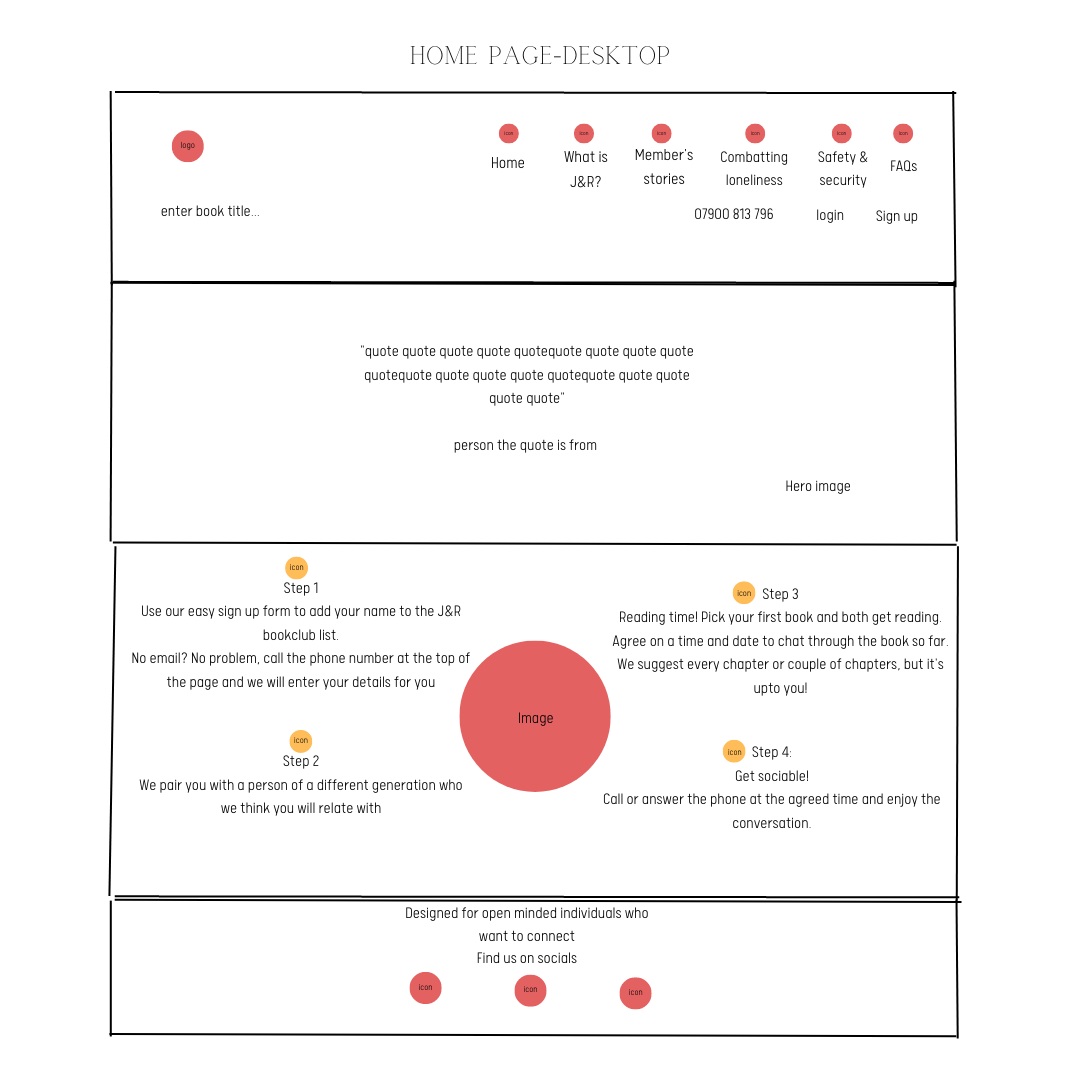 HOME PAGE-DESKTOP
logo
icon
icon
icon
icon
icon
icon
Home
What is
J&R?
Member's
stories
Combatting
loneliness
Safety &
security
FAQs
enter book title...
07900 813 796
login
Sign up
"quote quote quote quote quotequote quote quote quote
quotequote quote quote quote quotequote quote quote
quote quote"
person the quote is from
Hero image
icon
Step 1
Use our easy sign up form to add your name to the J&R
bookclub list.
No email? No problem, call the phone number at the top of
the page and we will enter your details for you
icon
Step 2
We pair you with a person of a different generation who
we think you will relate with
Image
icon Step 3
Reading time! Pick your first book and both get reading.
Agree on a time and date to chat through the book so far.
We suggest every chapter or couple of chapters, but it's
upto you!
icon Step 4:
Get sociable!
Call or answer the phone at the agreed time and enjoy the
conversation.
Designed for open minded individuals who
want to connect
Find us on socials
icon
icon
icon